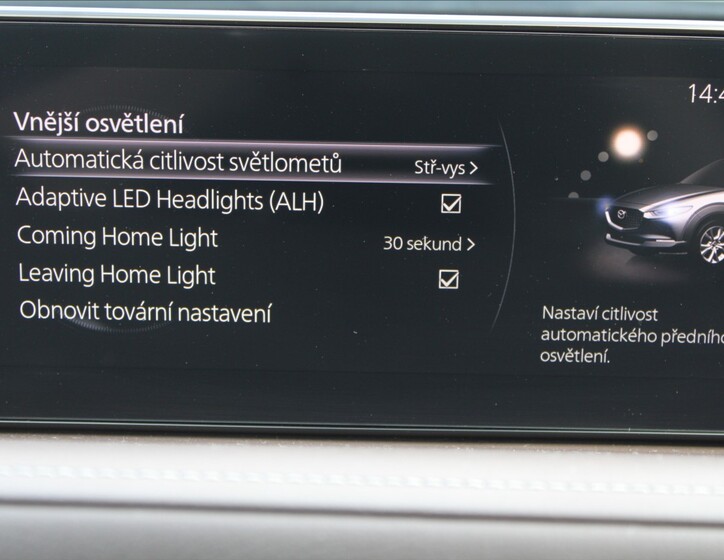 14:4
Vnější osvětlení
Automatická citlivost světlometů Stř-vys >
Adaptive LED Headlights (ALH)
Coming Home Light 30 sekund >
Leaving Home Light
Obnovit tovární nastavení
Nastaví citlivost
automatického předního
osvětlení.